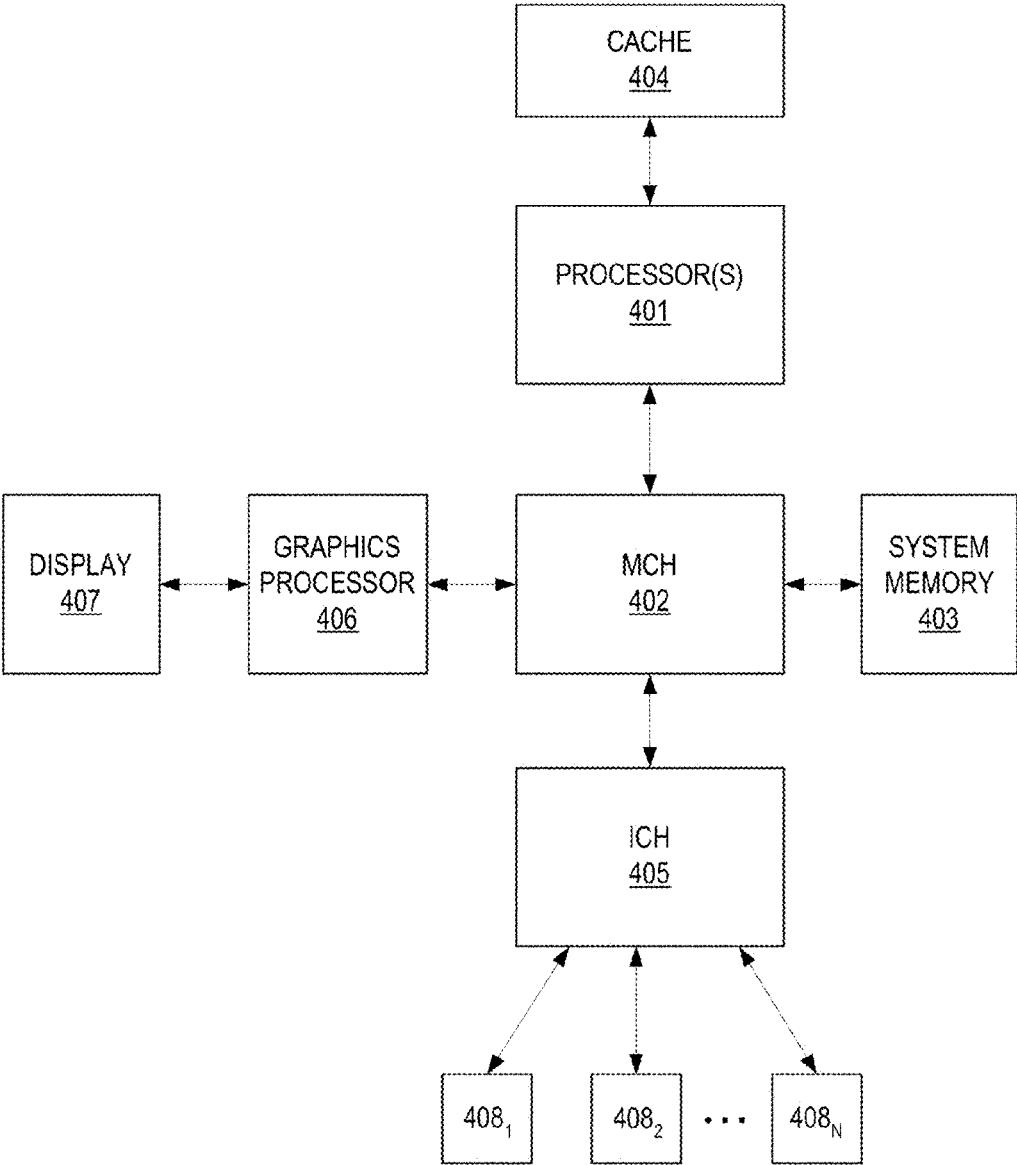 CACHE
404
PROCESSOR(S)
401
DISPLAY
407
GRAPHICS
PROCESSOR
406
MCH
402
SYSTEM
MEMORY
403
ICH
405
408₁ 408₂ • • • 408N